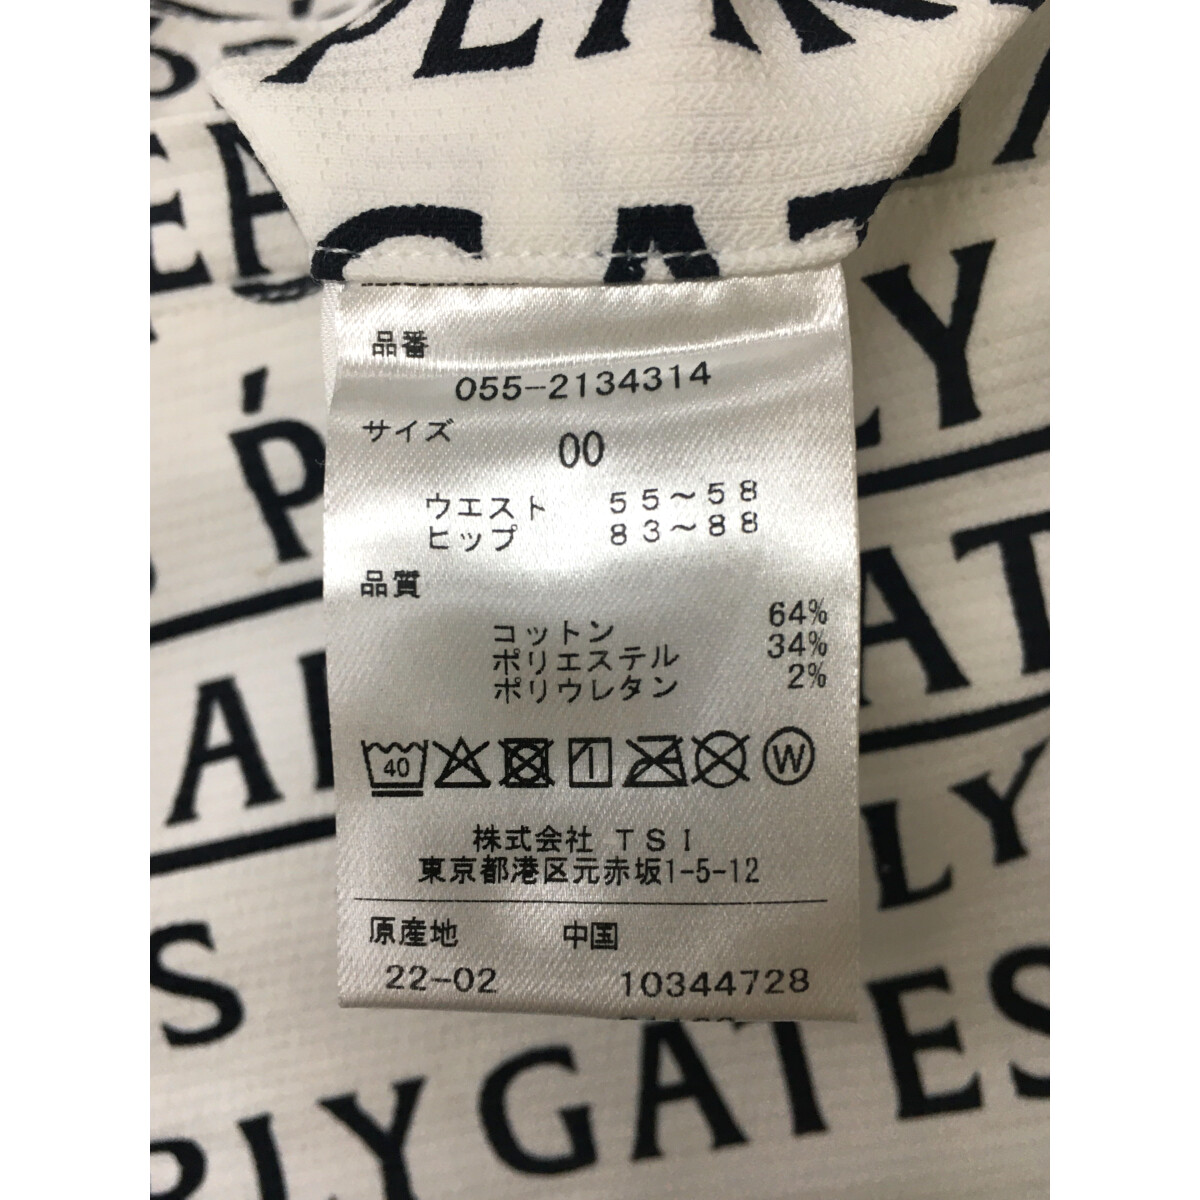 品番
055-2134314
サイズ
00
ウエスト 55～58
ヒップ 83～88
品質
コットン 64%
ポリエステル 34%
ポリウレタン 2%
40
W
株式会社 TSI
東京都港区元赤坂1-5-12
原産地 中国
22-02 10344728
PLY GATES